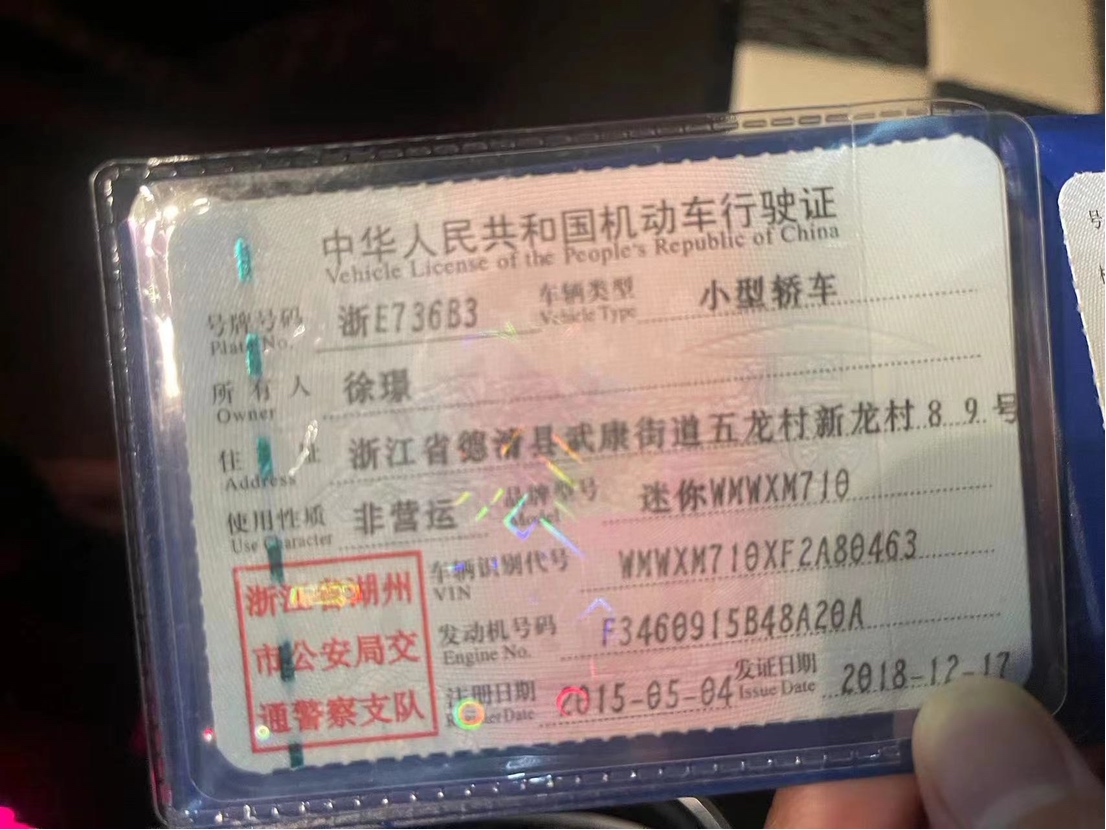 中华人民共和国机动车行驶证
Vehicle License of the People's Republic of China
号牌号码 浙E736B3 车辆类型 小型轿车
Plate No. Vehicle Type
所有人 徐璟
Owner
住址 浙江省德清县武康街道五龙村新龙村89号
Address
使用性质 非营运 品牌型号 迷你WMWXM710
Use Character Model
车辆识别代号 WMWXM710XF2A80463
VIN
发动机号码 F3460915B48A20A
Engine No.
注册日期 2015-05-04 发证日期 2018-12-17
Register Date Issue Date
浙江省湖州
市公安局交
通警察支队
号